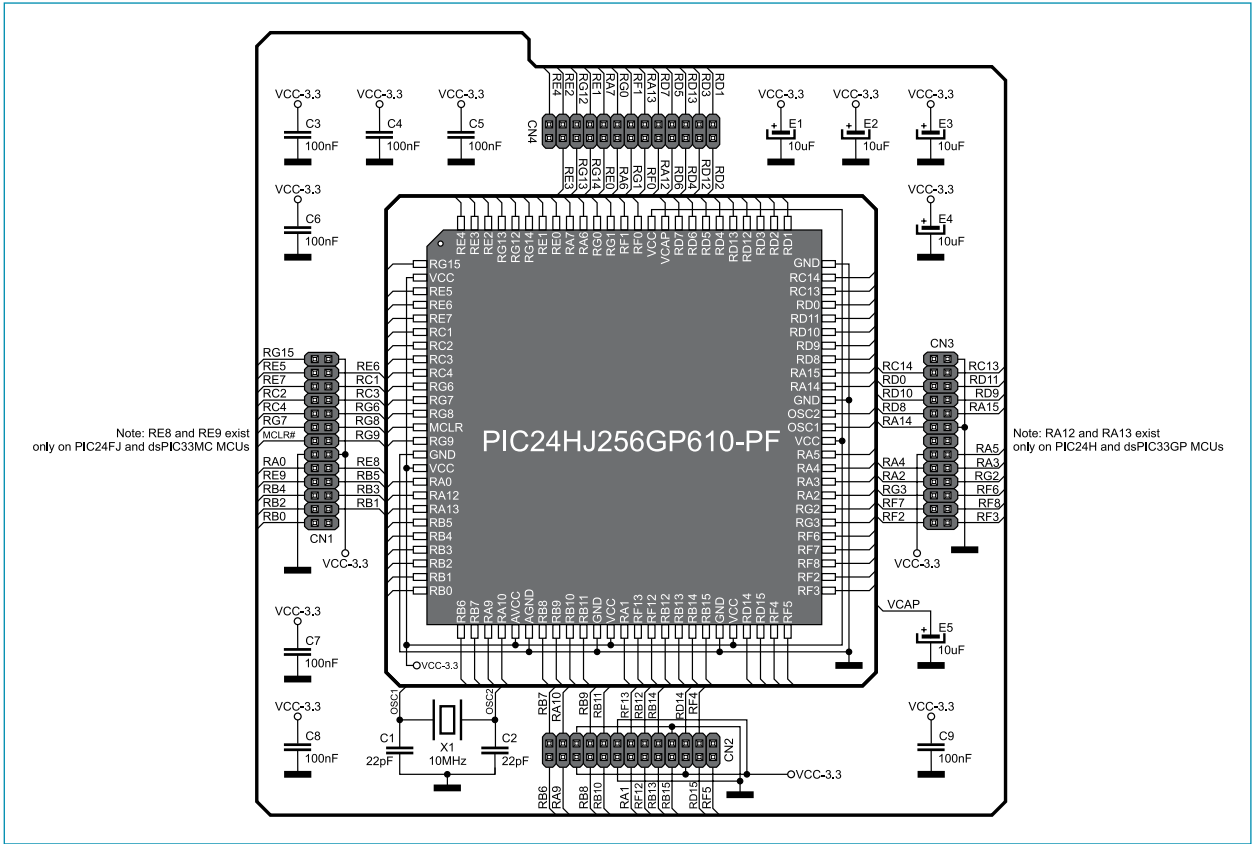 RE4
RE2
RG12
RE1
RA7
RG0
RF1
RA13
RD7
RD5
RD13
RD3
RD1
CN4
RE3
RG13
RG14
RE0
RA6
RG1
RF0
RA12
RD6
RD4
RD12
RD2
VCC-3.3
C3
100nF
VCC-3.3
C4
100nF
VCC-3.3
C5
100nF
VCC-3.3
E1
10uF
VCC-3.3
E2
10uF
VCC-3.3
E3
10uF
VCC-3.3
C6
100nF
VCC-3.3
E4
10uF
RE4
RE3
RE2
RG13
RG12
RG14
RE1
RE0
RA7
RA6
RG0
RG1
RF1
RF0
VCC
VCAP
RD7
RD6
RD5
RD4
RD13
RD12
RD3
RD2
RD1
RG15
VCC
RE5
RE6
RE7
RC1
RC2
RC3
RC4
RG6
RG7
RG8
MCLR
RG9
GND
VCC
RA0
RA12
RA13
RB5
RB4
RB3
RB2
RB1
RB0
PIC24HJ256GP610-PF
GND
RC14
RC13
RD0
RD11
RD10
RD9
RD8
RA15
RA14
GND
OSC2
OSC1
VCC
RA5
RA4
RA3
RA2
RG2
RG3
RF6
RF7
RF8
RF2
RF3
RB6
RB7
RA9
RA10
AVCC
AGND
RB8
RB9
RB10
RB11
GND
VCC
RA1
RF13
RF12
RB12
RB13
RB14
RB15
GND
VCC
RD14
RD15
RF4
RF5
RG15
RE5
RE7
RC2
RC4
RG7
MCLR#
RA0
RE9
RB4
RB2
RB0
RE6
RC1
RC3
RG6
RG8
RG9
RE8
RB5
RB3
RB1
CN1
VCC-3.3
Note: RE8 and RE9 exist
only on PIC24FJ and dsPIC33MC MCUs
CN3
RC14
RD0
RD10
RD8
RA14
RA4
RA2
RG3
RF7
RF2
RC13
RD11
RD9
RA15
RA5
RA3
RG2
RF6
RF8
RF3
VCC-3.3
Note: RA12 and RA13 exist
only on PIC24H and dsPIC33GP MCUs
VCC-3.3
C7
100nF
VCAP
E5
10uF
VCC-3.3
VCC-3.3
C8
100nF
OSC1
OSC2
C1
22pF
X1
10MHz
C2
22pF
RB7
RA10
RB9
RB11
RF13
RB12
RB14
RD14
RF4
CN2
VCC-3.3
RB6
RA9
RB8
RB10
RA1
RF12
RB13
RB15
RD15
RF5
VCC-3.3
C9
100nF